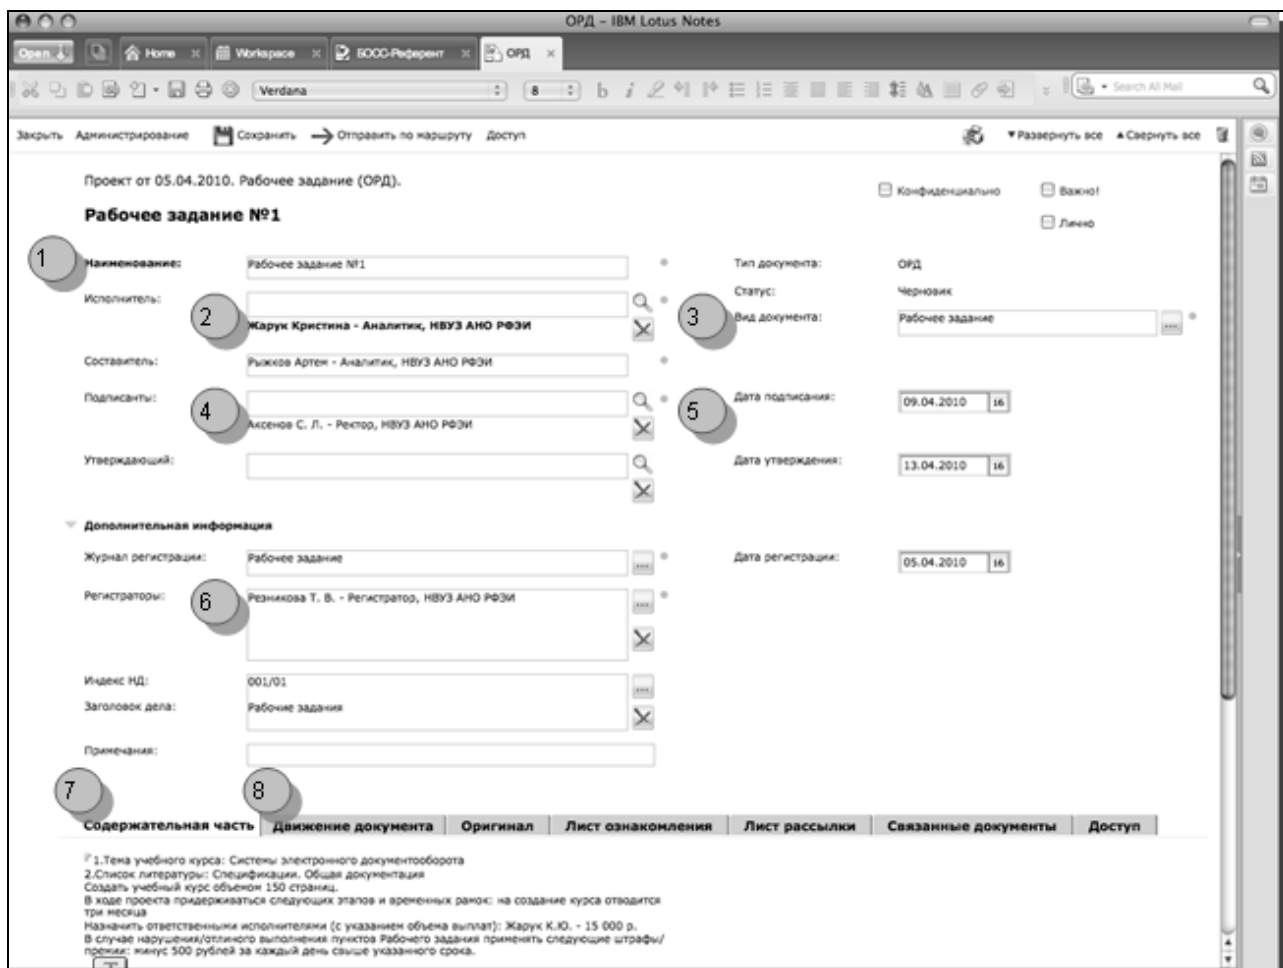 ОРД – IBM Lotus Notes
Open
Home
Workspace
БОСС-Референт
ОРД
Verdana
8
b i
Search All Mail
Закрыть Администрирование Сохранить Отправить по маршруту Доступ
▼Развернуть все ▲Свернуть все
Проект от 05.04.2010. Рабочее задание (ОРД).
Конфиденциально
Важно!
Рабочее задание №1
Лично
1
Наименование:
Рабочее задание №1
Тип документа:
ОРД
Исполнитель:
Статус:
Черновик
2
Жарук Кристина - Аналитик, НВУЗ АНО РФЭИ
3
Вид документа:
Рабочее задание
...
Составитель:
Рыжков Артем - Аналитик, НВУЗ АНО РФЭИ
Подписанты:
4
Аксенов С. Л. - Ректор, НВУЗ АНО РФЭИ
5
Дата подписания:
09.04.2010
16
Утверждающий:
Дата утверждения:
13.04.2010
16
Дополнительная информация
Журнал регистрации:
Рабочее задание
...
Дата регистрации:
05.04.2010
16
Регистраторы:
6
Резникова Т. В. - Регистратор, НВУЗ АНО РФЭИ
...
Индекс НД:
001/01
...
Заголовок дела:
Рабочие задания
Примечания:
7
8
Содержательная часть
Движение документа
Оригинал
Лист ознакомления
Лист рассылки
Связанные документы
Доступ
1.Тема учебного курса: Системы электронного документооборота
2.Список литературы: Спецификации. Общая документация
Создать учебный курс объемом 150 страниц.
В ходе проекта придерживаться следующих этапов и временных рамок: на создание курса отводится
три месяца
Назначить ответственными исполнителями (с указанием объема выплат): Жарук К.Ю. - 15 000 р.
В случае нарушения/отличного выполнения пунктов Рабочего задания применять следующие штрафы/
премии: минус 500 рублей за каждый день свыше указанного срока.